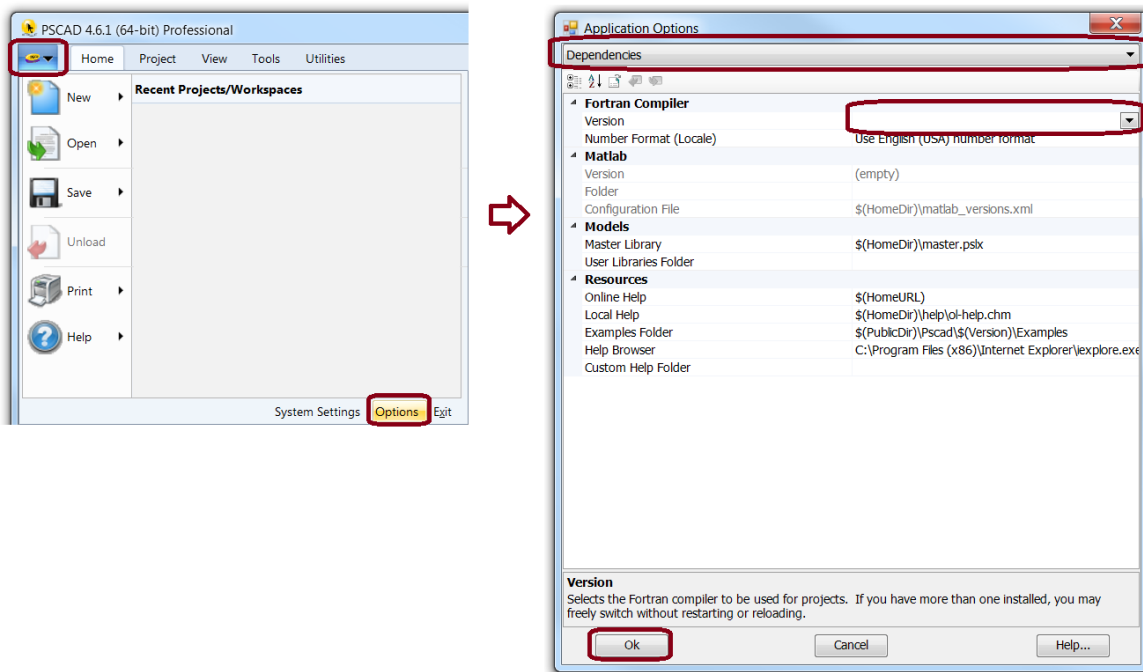 PSCAD 4.6.1 (64-bit) Professional
Home Project View Tools Utilities
New
Recent Projects/Workspaces
Open
Save
Unload
Print
Help
System Settings Options Exit
Application Options
Dependencies
Fortran Compiler
Version
Number Format (Locale) Use English (USA) number format
Matlab
Version (empty)
Folder
Configuration File $(HomeDir)\matlab_versions.xml
Models
Master Library $(HomeDir)\master.pslx
User Libraries Folder
Resources
Online Help $(HomeURL)
Local Help $(HomeDir)\help\ol-help.chm
Examples Folder $(PublicDir)\Pscad\$(Version)\Examples
Help Browser C:\Program Files (x86)\Internet Explorer\iexplore.exe
Custom Help Folder
Version
Selects the Fortran compiler to be used for projects. If you have more than one installed, you may
freely switch without restarting or reloading.
Ok Cancel Help...